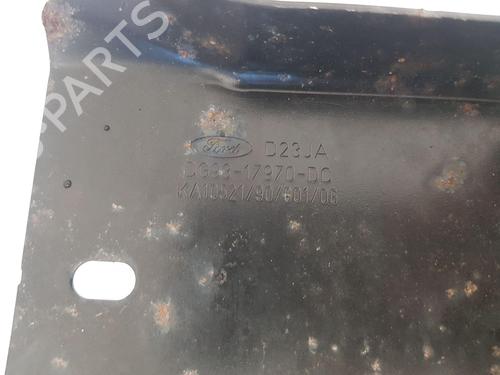 PARTS
Ford D23JA
DG93-17970-DC
KA10521/90/601/06